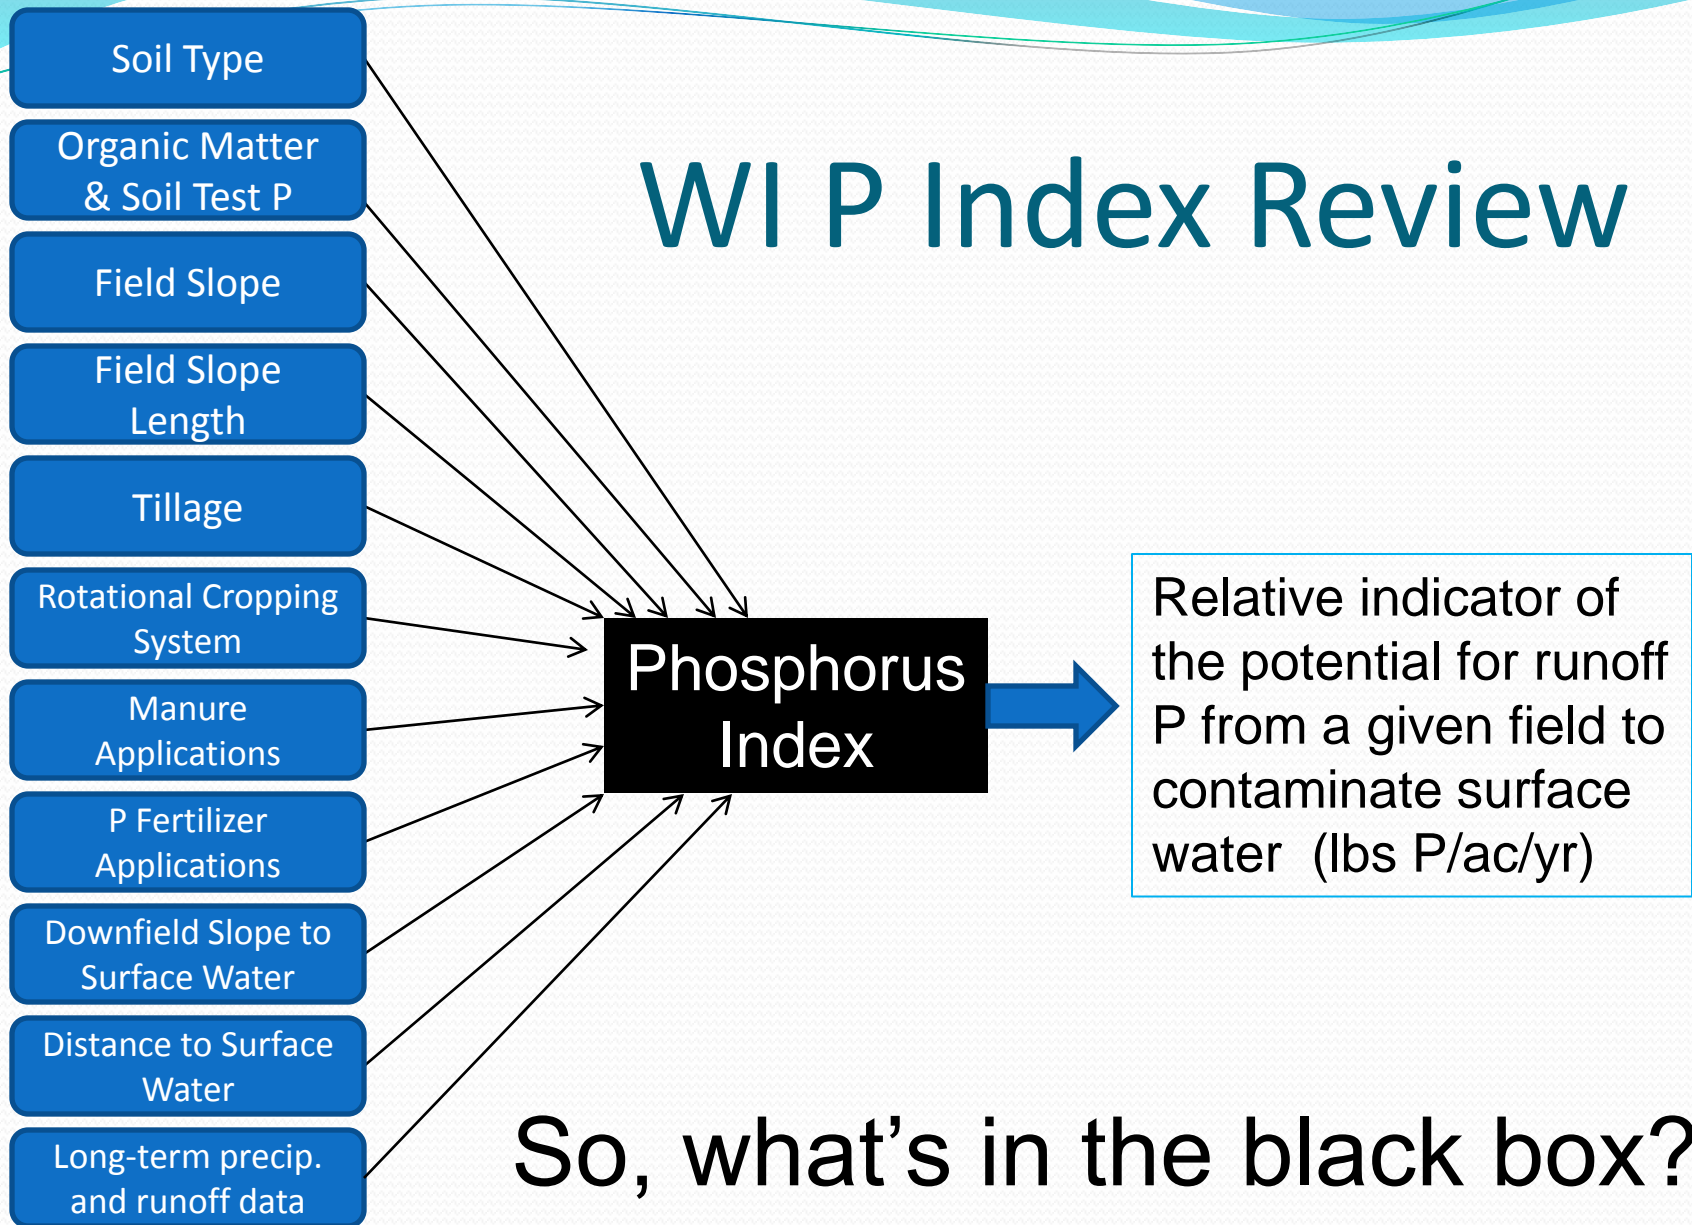 Soil Type
Organic Matter
& Soil Test P
Field Slope
Field Slope
Length
Tillage
Rotational Cropping
System
Manure
Applications
P Fertilizer
Applications
Downfield Slope to
Surface Water
Distance to Surface
Water
Long-term precip.
and runoff data
WI P Index Review
Phosphorus
Index
Relative indicator of
the potential for runoff
P from a given field to
contaminate surface
water (lbs P/ac/yr)
So, what’s in the black box?